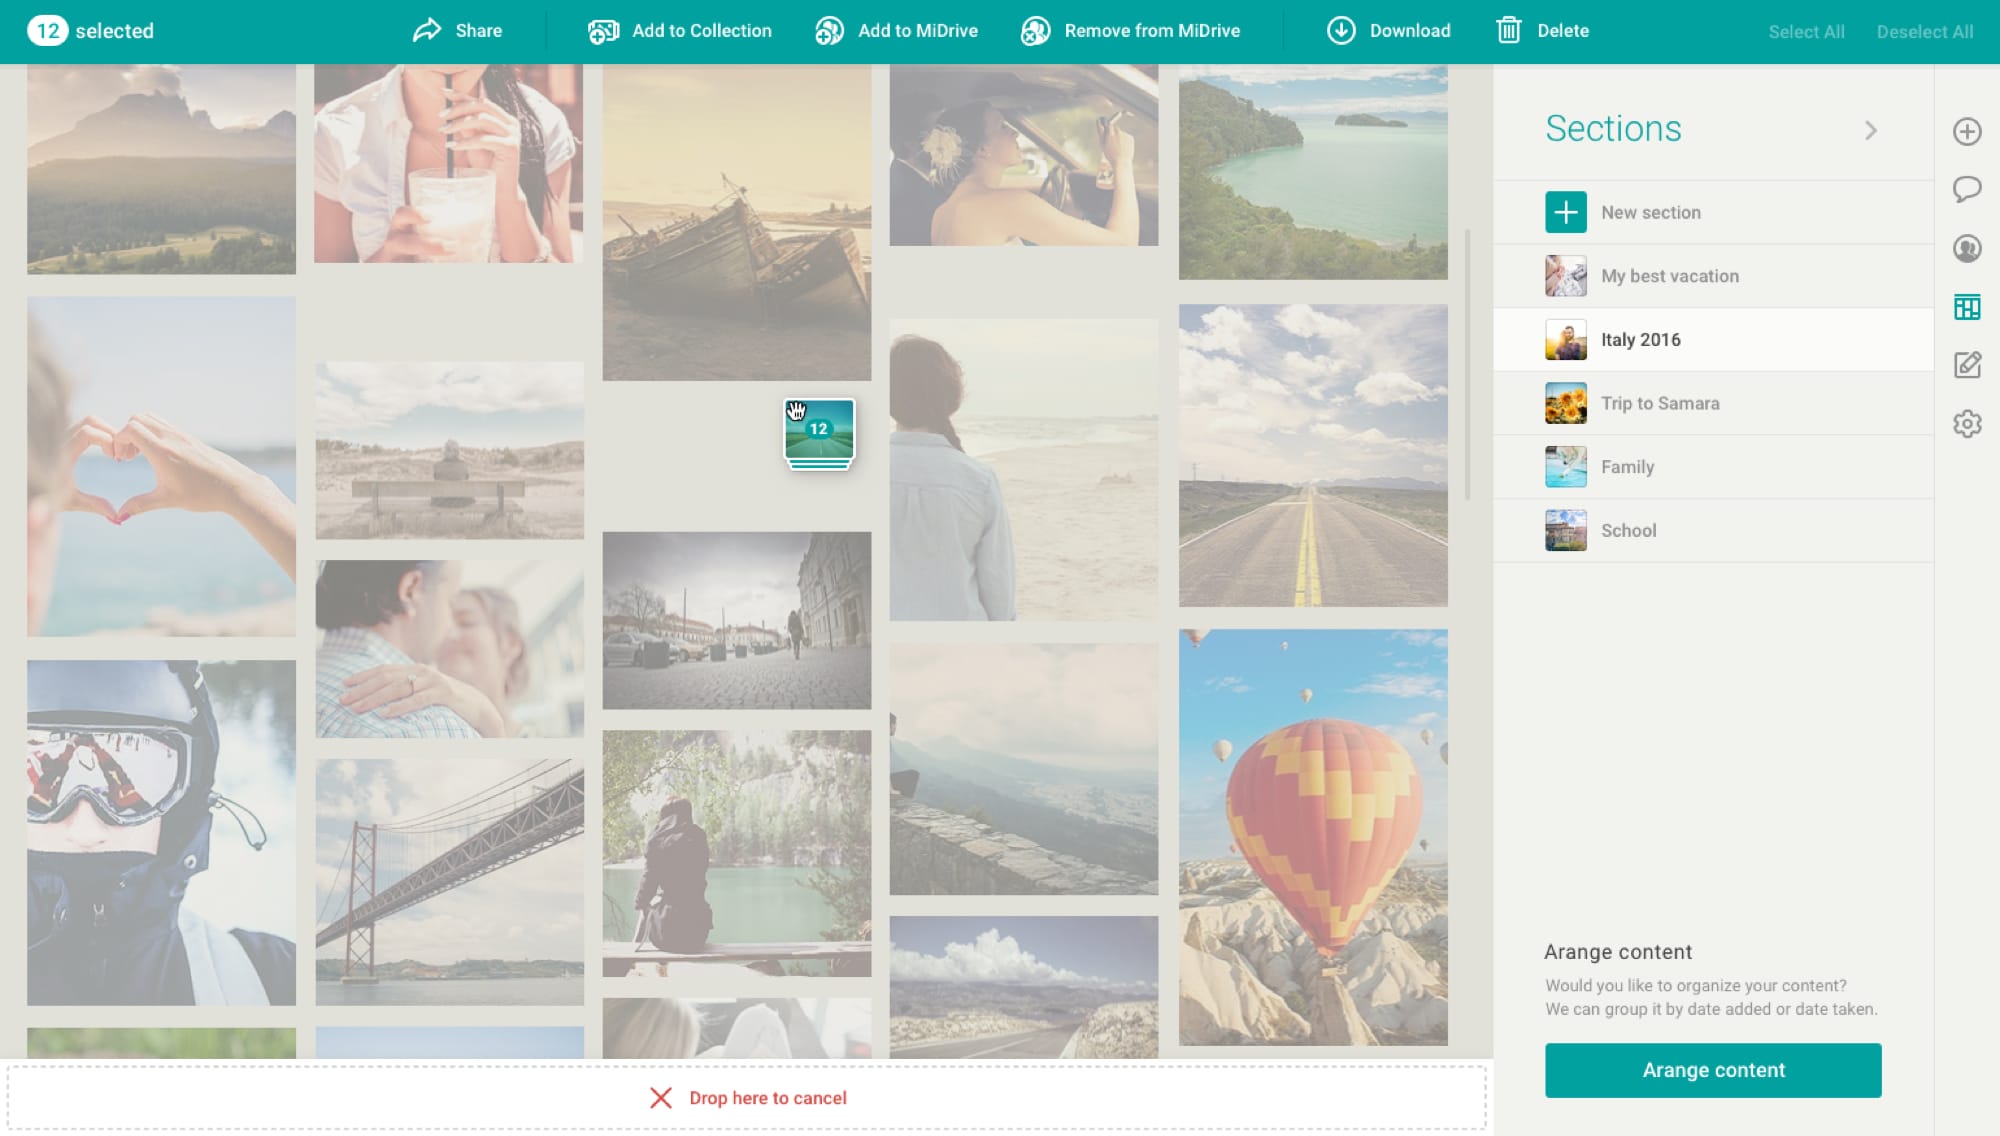 12 selected
Share
Add to Collection
Add to MiDrive
Remove from MiDrive
Download
Delete
Select All
Deselect All
Sections
New section
My best vacation
Italy 2016
Trip to Samara
Family
School
12
Arange content
Would you like to organize your content?
We can group it by date added or date taken.
Arange content
Drop here to cancel